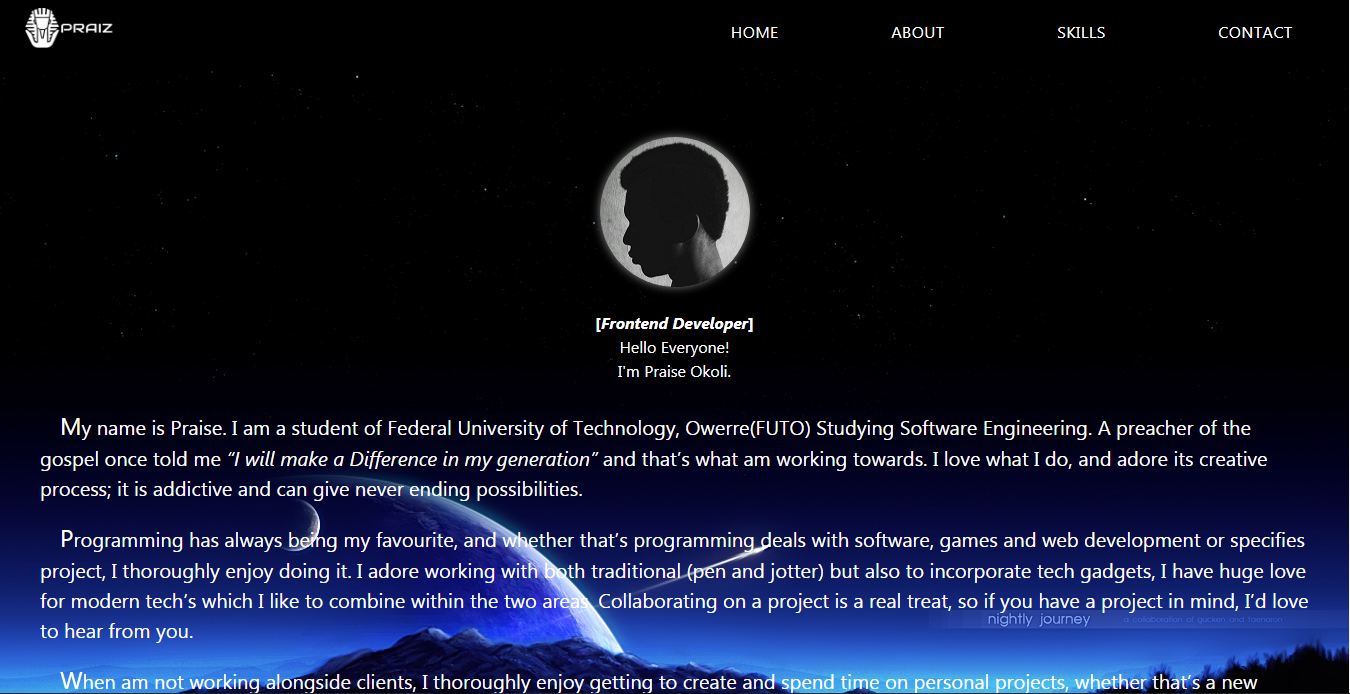 PRAIZ
HOME
ABOUT
SKILLS
CONTACT
[Frontend Developer]
Hello Everyone!
I'm Praise Okoli.
My name is Praise. I am a student of Federal University of Technology, Owerre(FUTO) Studying Software Engineering. A preacher of the
gospel once told me “I will make a Difference in my generation” and that’s what am working towards. I love what I do, and adore its creative
process; it is addictive and can give never ending possibilities.
Programming has always being my favourite, and whether that’s programming deals with software, games and web development or specifies
project, I thoroughly enjoy doing it. I adore working with both traditional (pen and jotter) but also to incorporate tech gadgets, I have huge love
for modern tech’s which I like to combine within the two areas. Collaborating on a project is a real treat, so if you have a project in mind, I’d love
to hear from you.
nightly journey
a collaboration of gucken and taenaron
When am not working alongside clients, I thoroughly enjoy getting to create and spend time on personal projects, whether that’s a new